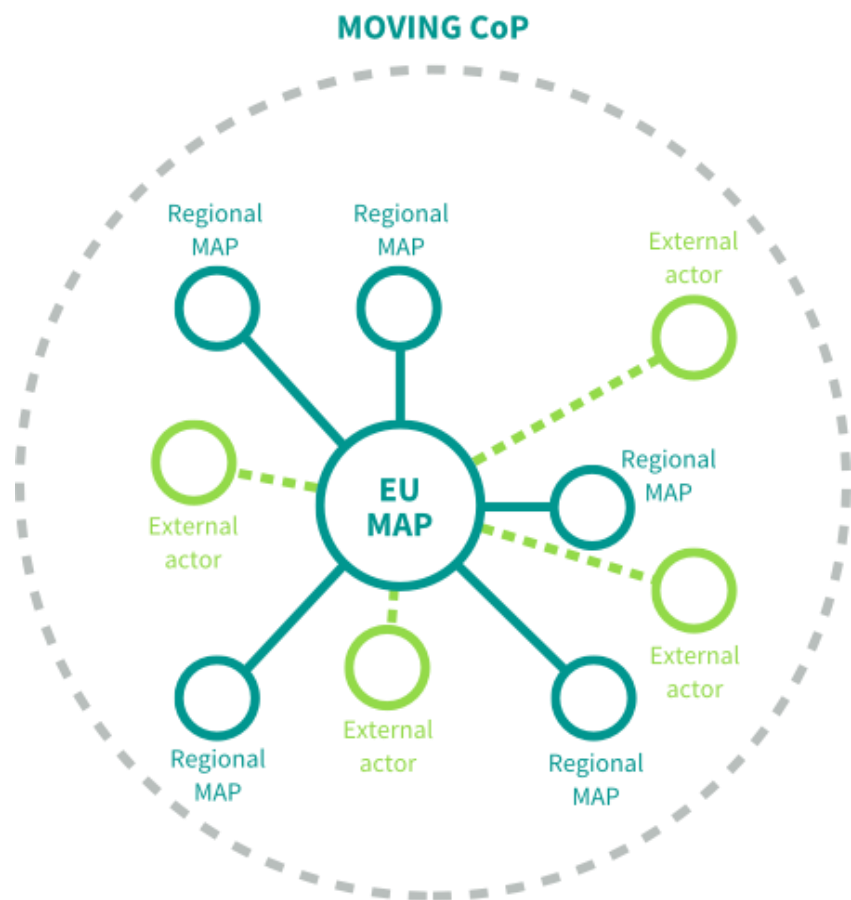 MOVING CoP
Regional
MAP
Regional
MAP
External
actor
Regional
MAP
EU
MAP
External
actor
External
actor
External
actor
Regional
MAP
Regional
MAP